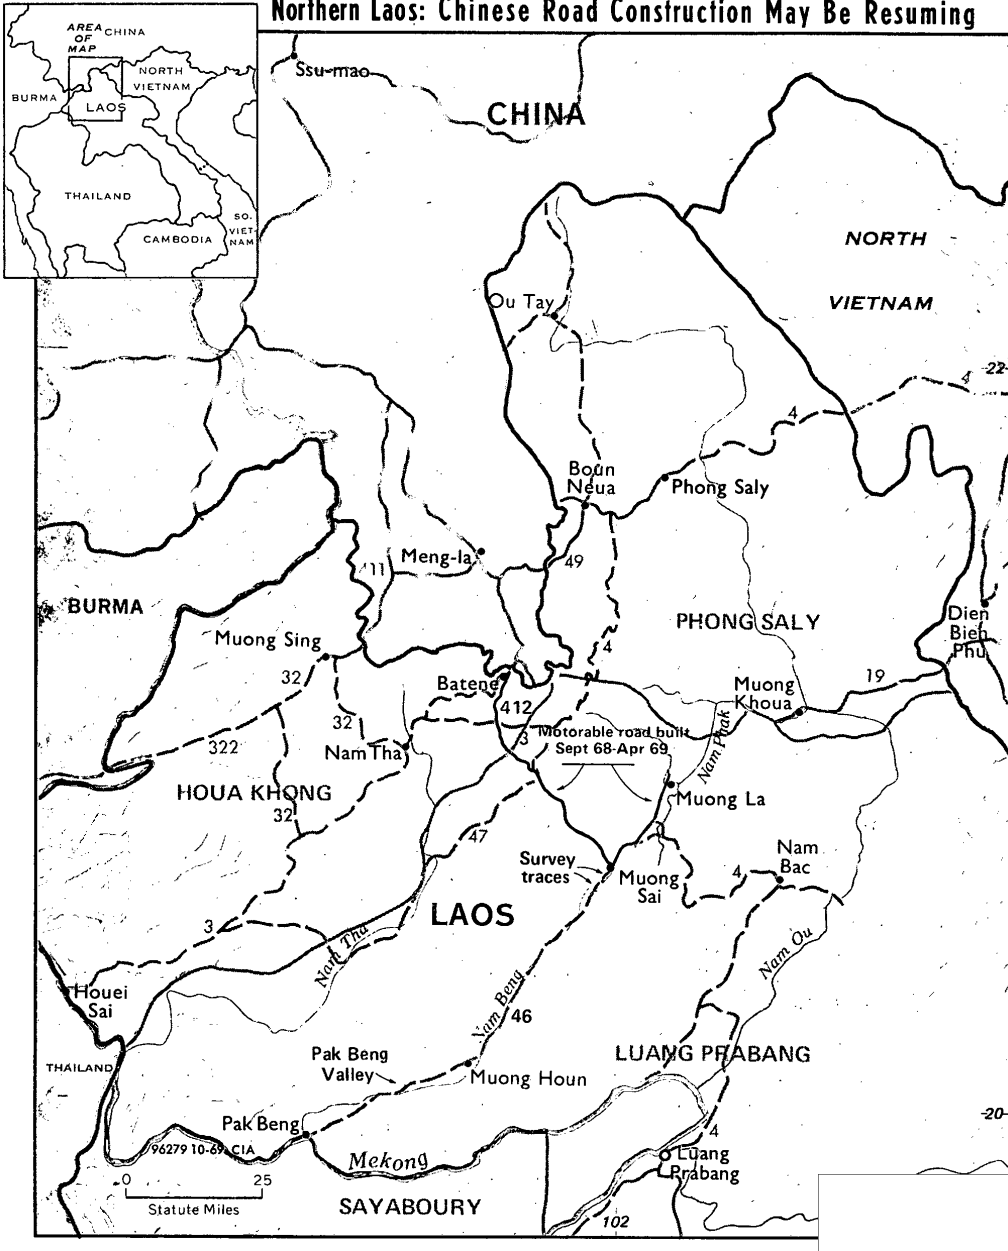 Northern Laos: Chinese Road Construction May Be Resuming
AREA
OF
MAP
CHINA
NORTH
VIETNAM
BURMA
LAOS
THAILAND
SO.
VIET-
NAM
CAMBODIA
Ssu-mao
CHINA
NORTH
VIETNAM
Ou Tay
22
4
4
Boun
Neua
Phong Saly
Meng-la
411
49
BURMA
PHONG SALY
Dien
Bien
Phu
Muong Sing
4
32
19
Batene
Muong
Khoua
412
32
322
3
Motorable road built
Sept 68-Apr 69
Nam Tha
Nam Phak
HOUA KHONG
Muong La
32
47
Survey
traces
Muong
Sai
4
Nam
Bac
LAOS
3
Nam Tha
Nam Ou
Houei
Sai
Nam Beng
46
LUANG PRABANG
Pak Beng
Valley
THAILAND
Muong Houn
20
Pak Beng
4
96279 10-69 CIA
Mekong
Luang
Prabang
0 25
Statute Miles
SAYABOURY
102